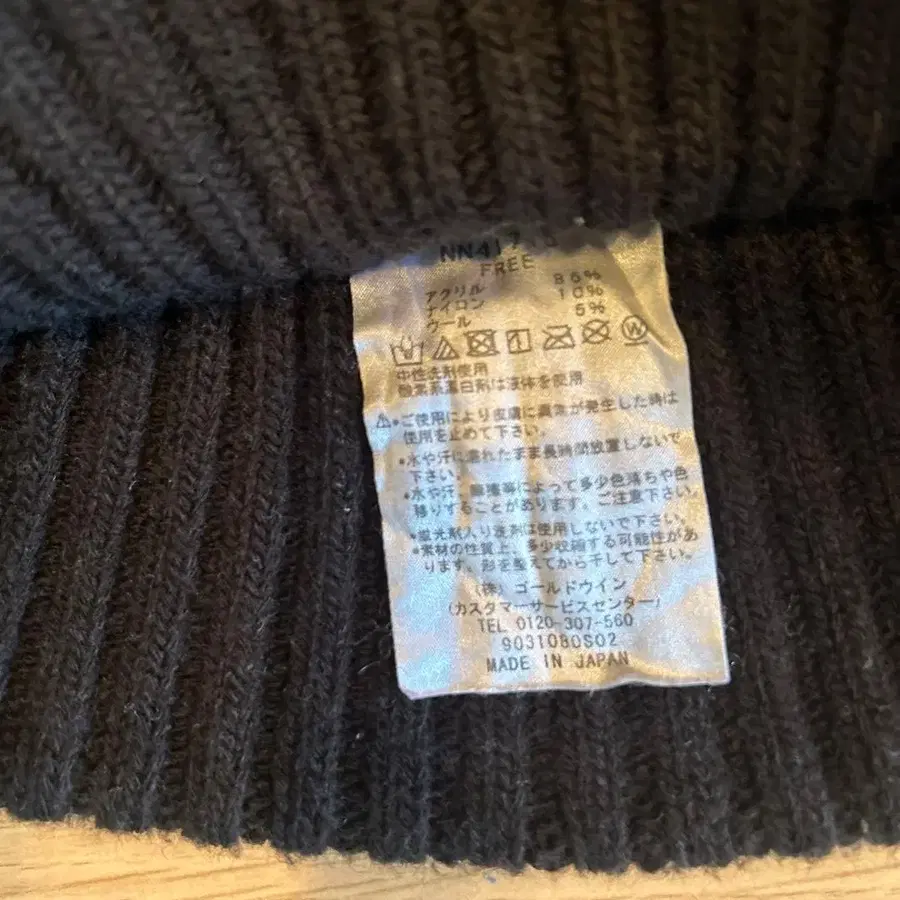 NN417
FREE
アクリル 85%
ナイロン 10%
ウール 5%
中性洗剤使用
酸素系漂白剤は液体を使用
⚠•ご使用により皮膚に異常が発生した時は
使用を止めて下さい。
•水や汗に濡れたまま長時間放置しないで
下さい。
•水や汗、摩擦等によって多少色落ちや色
移りすることがあります。ご注意下さい。
•蛍光剤入り洗剤は使用しないで下さい。
•素材の性質上、多少収縮する可能性があ
ります。形を整えてから干して下さい。
(株) ゴールドウイン
(カスタマーサービスセンター)
TEL 0120-307-560
9031080S02
MADE IN JAPAN